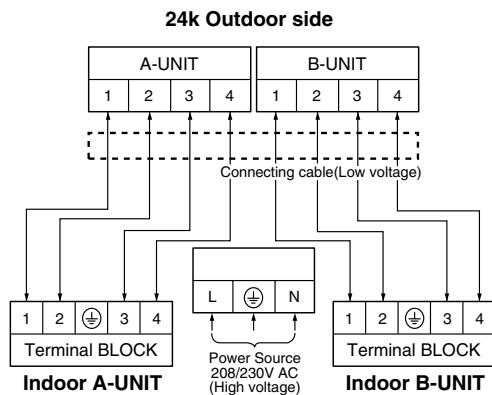 24k Outdoor side
A-UNIT B-UNIT
1 2 3 4 1 2 3 4
Connecting cable(Low voltage)
L N
1 2 3 4 1 2 3 4
Terminal BLOCK Terminal BLOCK
Indoor A-UNIT Indoor B-UNIT
Power Source
208/230V AC
(High voltage)